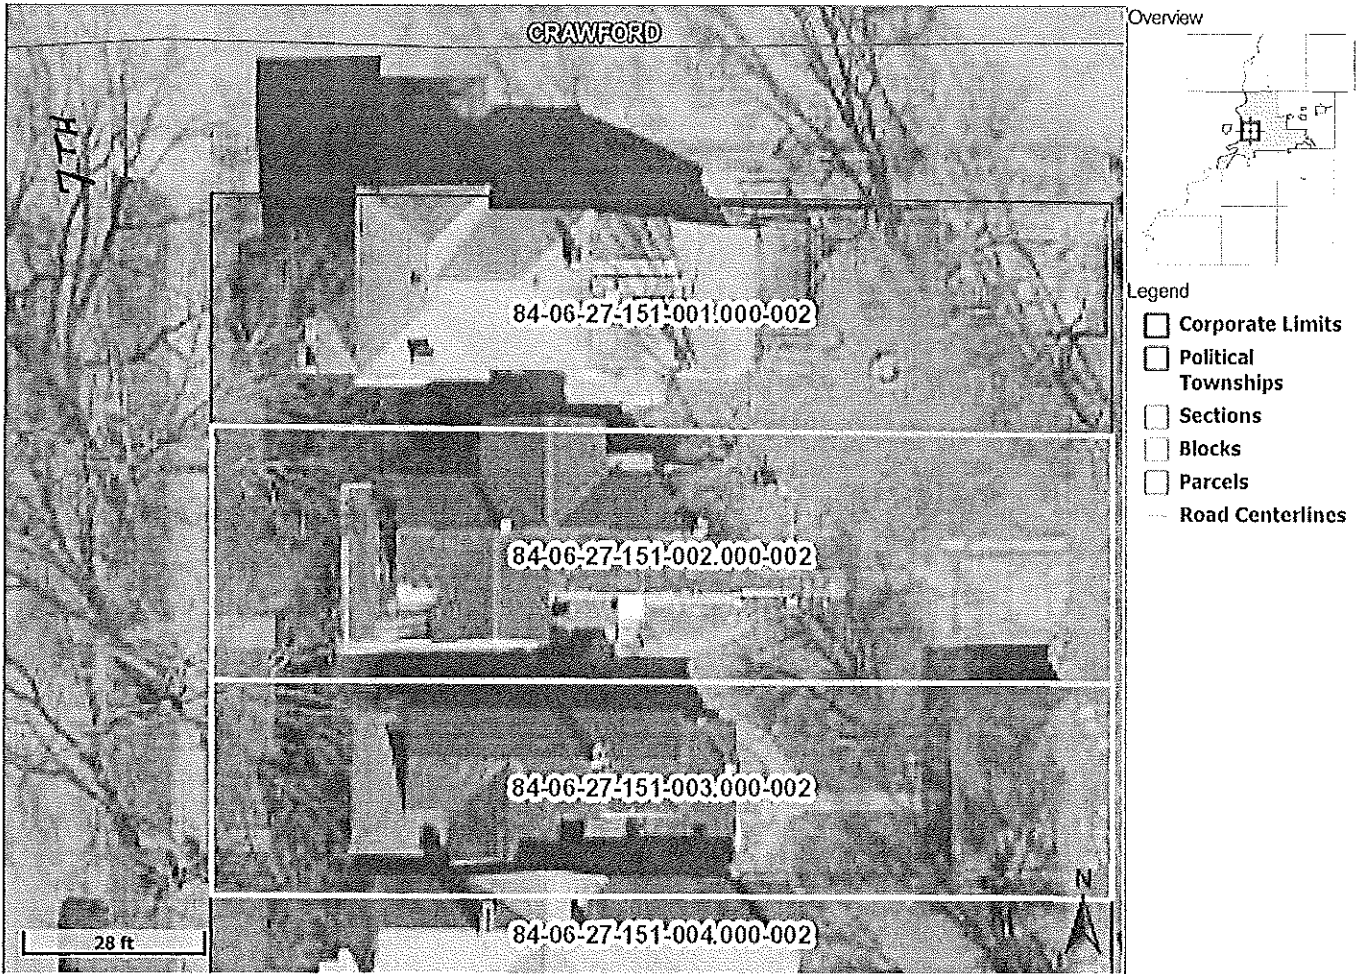 CRAWFORD
7TH
84-06-27-151-001.000-002
84-06-27-151-002.000-002
84-06-27-151-003.000-002
84-06-27-151-004.000-002
28 ft
N
Overview
Legend
Corporate Limits
Political
Townships
Sections
Blocks
Parcels
Road Centerlines